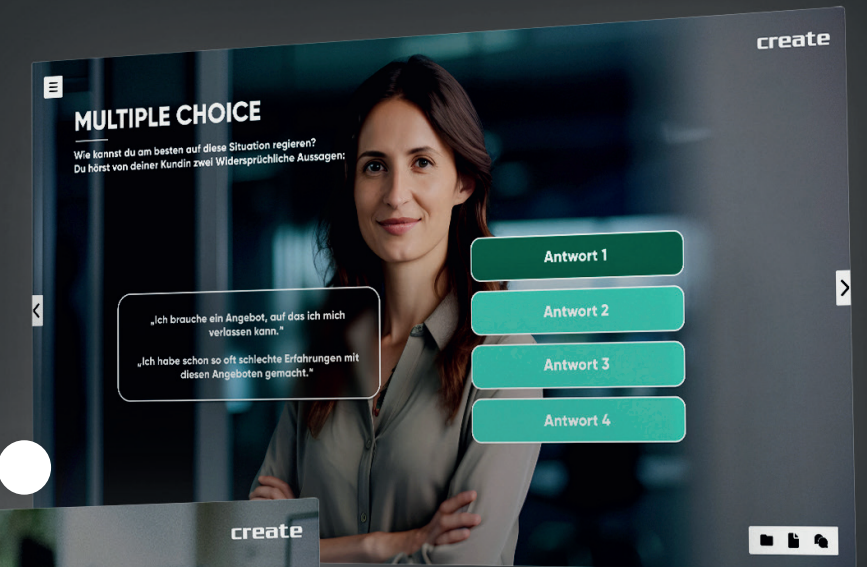 create
MULTIPLE CHOICE
Wie kannst du am besten auf diese Situation regieren?
Du hörst von deiner Kundin zwei Widersprüchliche Aussagen:
„Ich brauche ein Angebot, auf das ich mich
verlassen kann.“
„Ich habe schon so oft schlechte Erfahrungen mit
diesen Angeboten gemacht.“
Antwort 1
Antwort 2
Antwort 3
Antwort 4
create